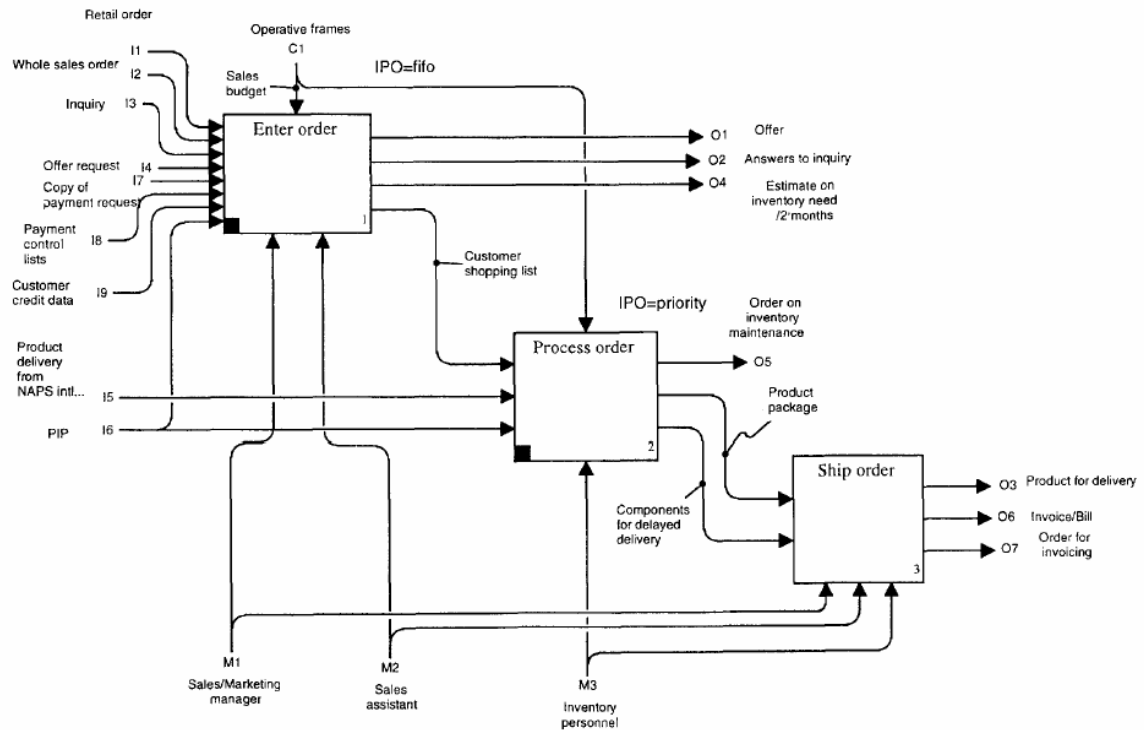 Retail order
I1
Whole sales order
I2
Inquiry I3
Offer request I4
I7
Copy of
payment request
Payment
control
lists
I8
Customer
credit data
I9
Product
delivery
from
NAPS intl...
I5
PIP I6
Operative frames
C1
Sales
budget
IPO=fifo
Enter order
1
O1 Offer
O2 Answers to inquiry
O4 Estimate on
inventory need
/2 months
Customer
shopping list
IPO=priority
Process order
2
Order on
inventory
maintenance
O5
Product
package
Components
for delayed
delivery
Ship order
3
O3 Product for delivery
O6 Invoice/Bill
O7 Order for
invoicing
M1
Sales/Marketing
manager
M2
Sales
assistant
M3
Inventory
personnel